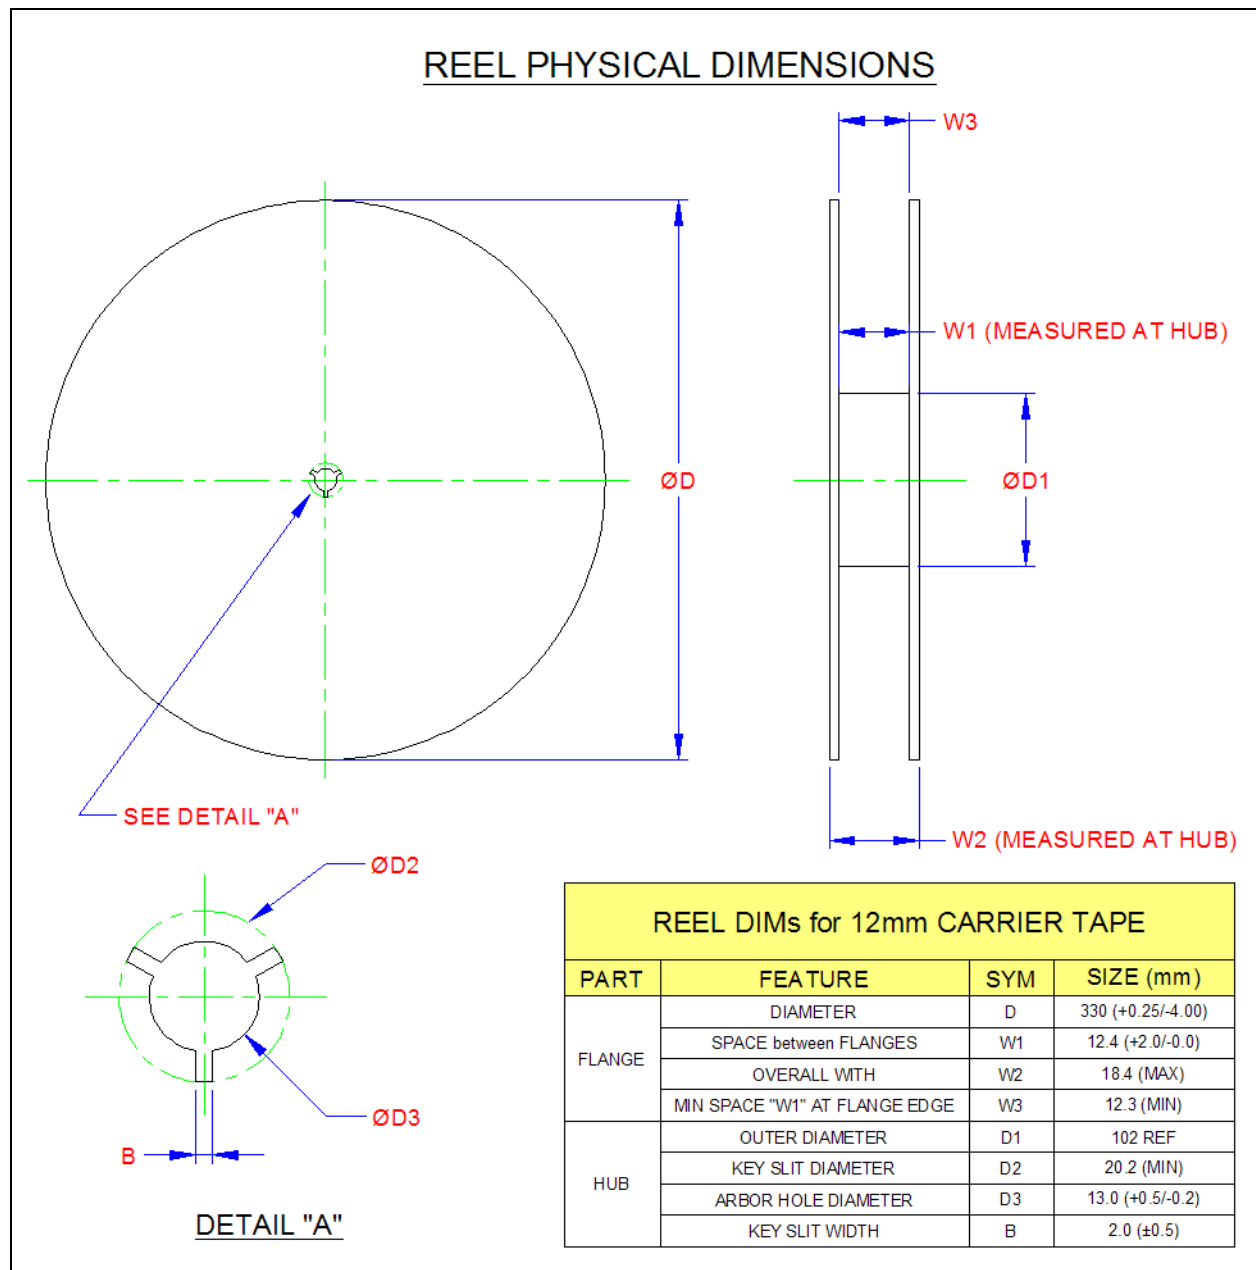 REEL PHYSICAL DIMENSIONS
W3
W1 (MEASURED AT HUB)
ØD
ØD1
SEE DETAIL "A"
W2 (MEASURED AT HUB)
ØD2
ØD3
B
DETAIL "A"
REEL DIMs for 12mm CARRIER TAPE
PART FEATURE SYM SIZE (mm)
FLANGE
DIAMETER D 330 (+0.25/-4.00)
SPACE between FLANGES W1 12.4 (+2.0/-0.0)
OVERALL WITH W2 18.4 (MAX)
MIN SPACE "W1" AT FLANGE EDGE W3 12.3 (MIN)
HUB
OUTER DIAMETER D1 102 REF
KEY SLIT DIAMETER D2 20.2 (MIN)
ARBOR HOLE DIAMETER D3 13.0 (+0.5/-0.2)
KEY SLIT WIDTH B 2.0 (±0.5)